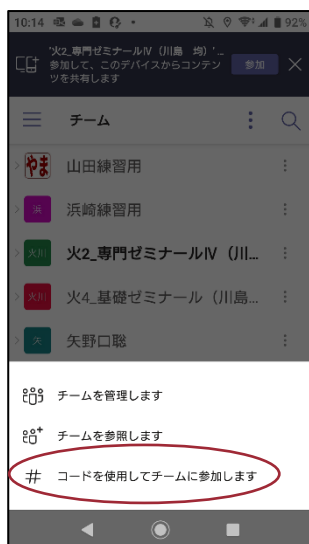 10:14 92%
'火2_専門ゼミナールⅣ（川島　均）'...
参加して、このデバイスからコンテン
ツを共有します
参加
チーム
やま 山田練習用
浜 浜崎練習用
火川 火2_専門ゼミナールⅣ（川...
火川 火4_基礎ゼミナール（川島...
矢 矢野口聡
チームを管理します
チームを参照します
# コードを使用してチームに参加します